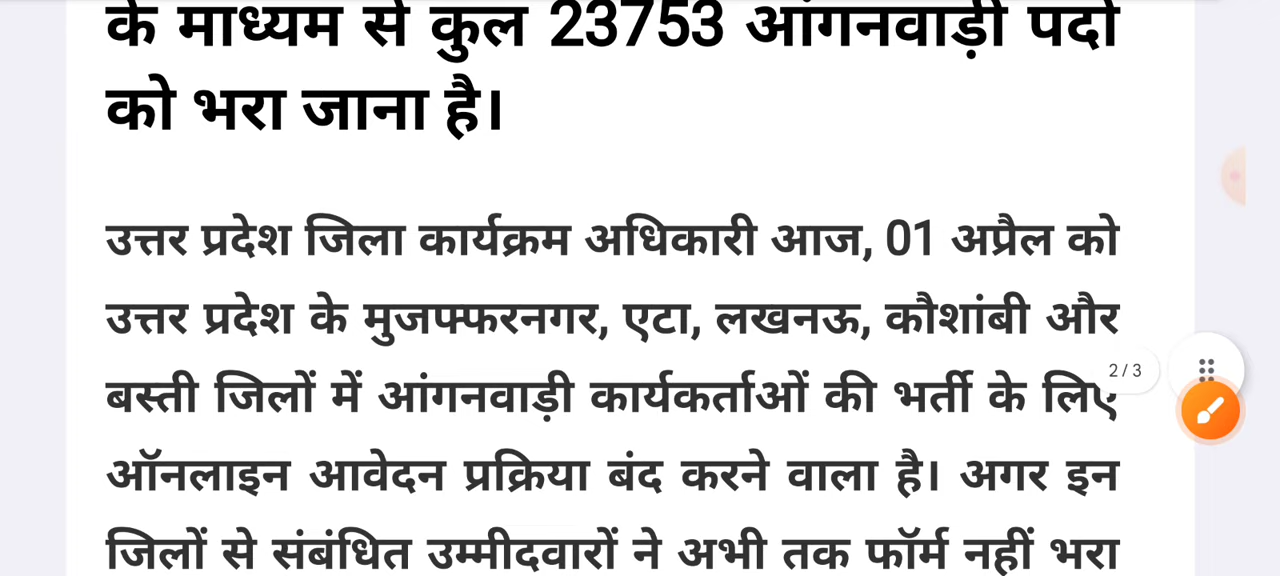 के माध्यम से कुल 23753 आंगनवाड़ी पदों
को भरा जाना है।
उत्तर प्रदेश जिला कार्यक्रम अधिकारी आज, 01 अप्रैल को
उत्तर प्रदेश के मुजफ्फरनगर, एटा, लखनऊ, कौशांबी और
बस्ती जिलों में आंगनवाड़ी कार्यकर्ताओं की भर्ती के लिए
2/3
ऑनलाइन आवेदन प्रक्रिया बंद करने वाला है। अगर इन
जिलों से संबंधित उम्मीदवारों ने अभी तक फॉर्म नहीं भरा